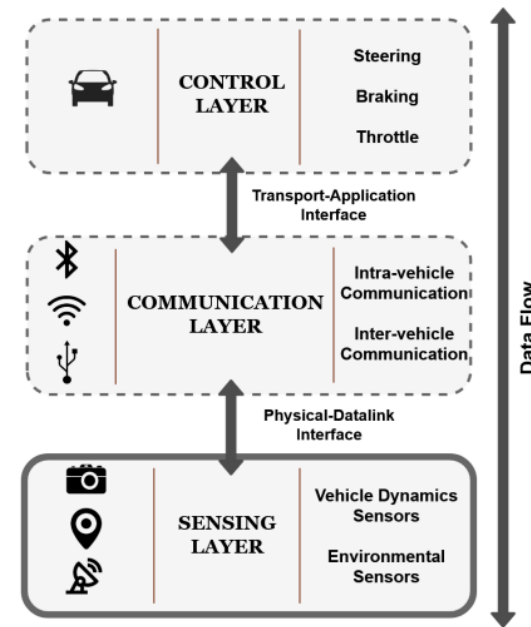 CONTROL
LAYER
Steering
Braking
Throttle
Transport-Application
Interface
COMMUNICATION
LAYER
Intra-vehicle
Communication
Inter-vehicle
Communication
Physical-Datalink
Interface
SENSING
LAYER
Vehicle Dynamics
Sensors
Environmental
Sensors
Data Flow